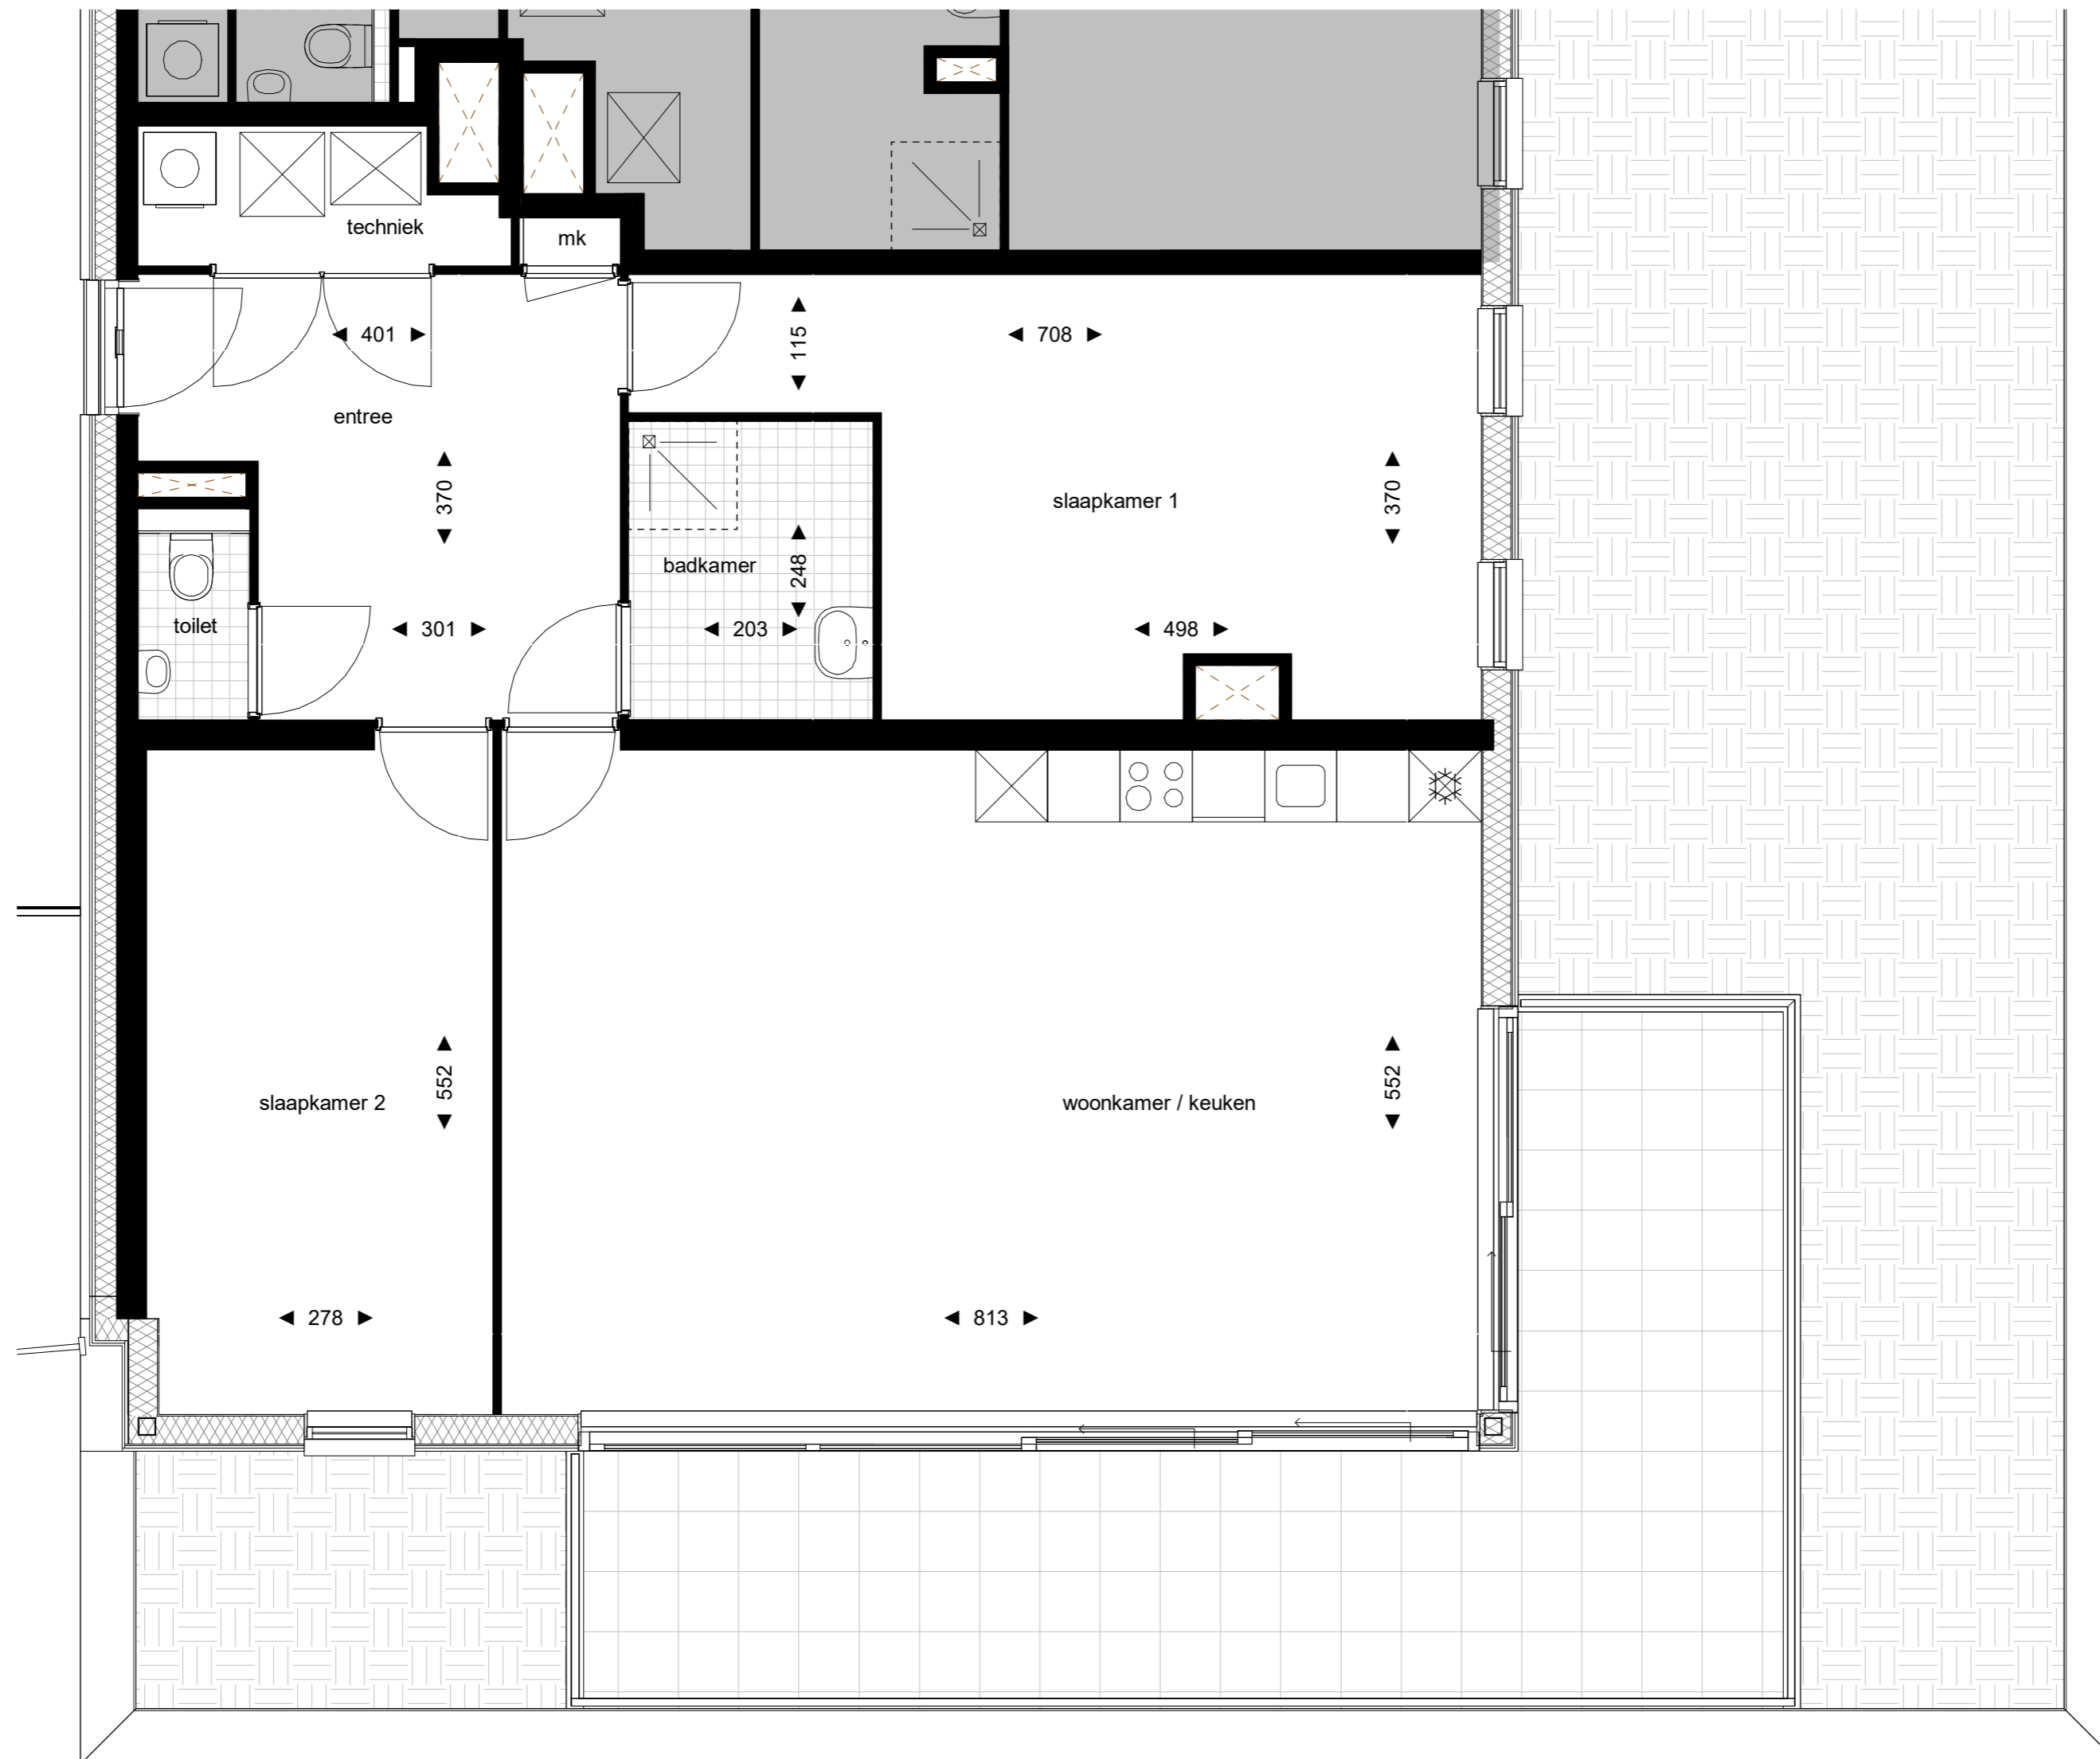 techniek
mk
401
115
708
entree
370
370
slaapkamer 1
badkamer
248
toilet
301
203
498
552
552
slaapkamer 2
woonkamer / keuken
278
813